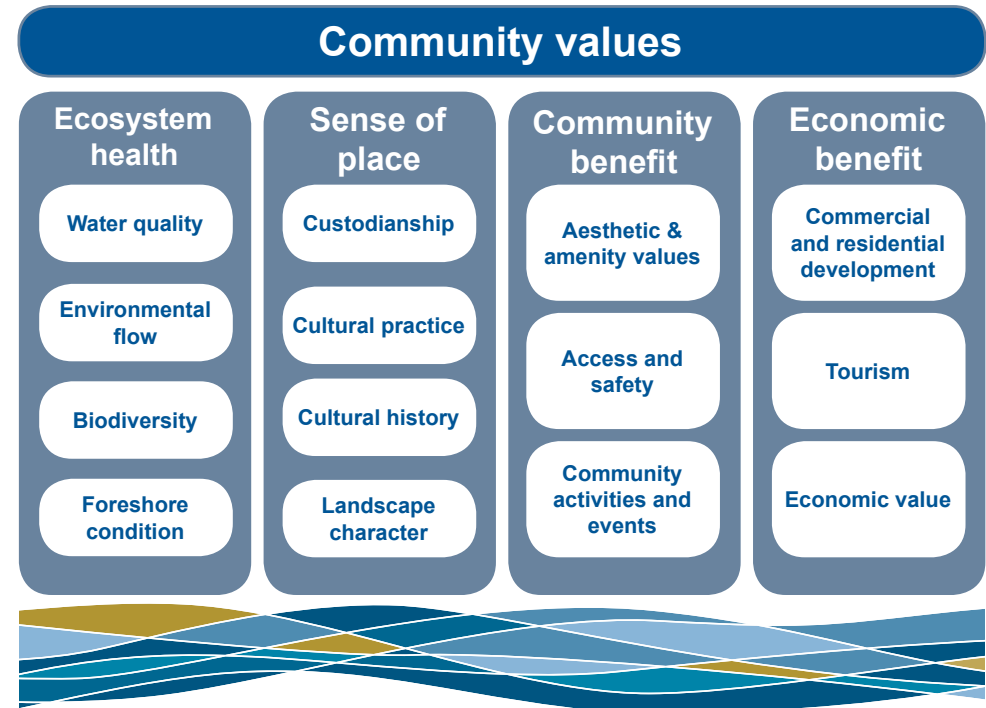 Community values
Ecosystem
health
Water quality
Environmental
flow
Biodiversity
Foreshore
condition
Sense of
place
Custodianship
Cultural practice
Cultural history
Landscape
character
Community
benefit
Aesthetic &
amenity values
Access and
safety
Community
activities and
events
Economic
benefit
Commercial
and residential
development
Tourism
Economic value